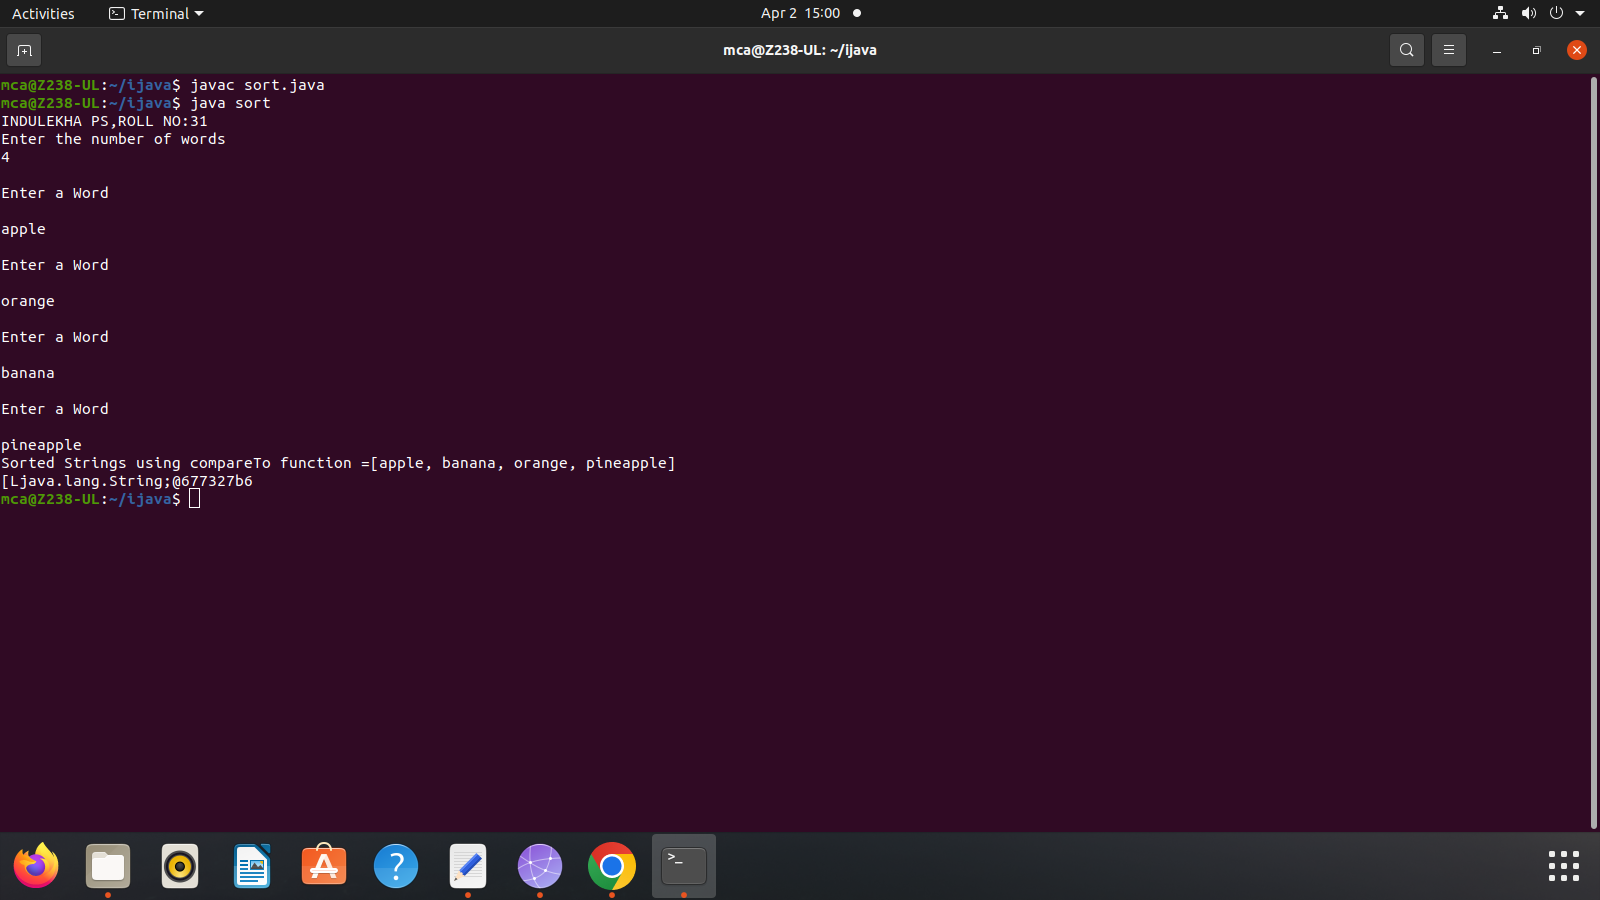 Activities
Terminal
Apr 2 15:00
mca@Z238-UL: ~/ijava
mca@Z238-UL:~/ijava$ javac sort.java
mca@Z238-UL:~/ijava$ java sort
INDULEKHA PS,ROLL NO:31
Enter the number of words
4
Enter a Word
apple
Enter a Word
orange
Enter a Word
banana
Enter a Word
pineapple
Sorted Strings using compareTo function =[apple, banana, orange, pineapple]
[Ljava.lang.String;@677327b6
mca@Z238-UL:~/ijava$